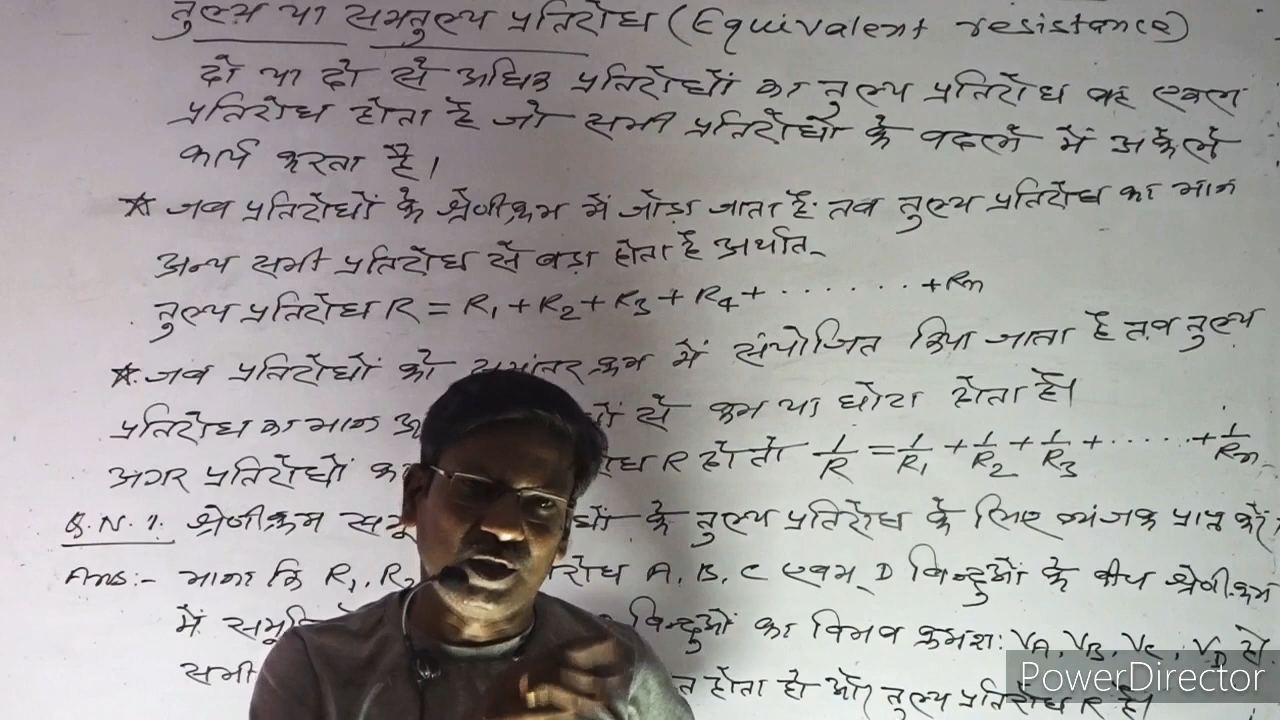 तुल्य या समतुल्य प्रतिरोध (Equivalent resistance)
दो या दो से अधिक प्रतिरोधों का तुल्य प्रतिरोध वह एकल
प्रतिरोध होता है जो सभी प्रतिरोधों के बदले में अकेले
कार्य करता है।
* जब प्रतिरोधों के श्रेणीक्रम में जोड़ा जाता है तब तुल्य प्रतिरोध का मान
अन्य सभी प्रतिरोध से बड़ा होता है अर्थात्
तुल्य प्रतिरोध R = R₁ + R₂ + R₃ + R₄ + ....... + Rn
* जब प्रतिरोधों को समांतर क्रम में संयोजित किया जाता है तब तुल्य
प्रतिरोध का मान से कम या छोटा होता है।
अगर प्रतिरोधों R हो तो 1/R = 1/R₁ + 1/R₂ + 1/R₃ + ...... + 1/Rn
Q.N.1. श्रेणीक्रम के तुल्य प्रतिरोध के लिए व्यंजक प्राप्त करें।
Ans:- माना कि R₁, R₂ A, B, C एवम् D बिन्दुओं के बीच श्रेणीक्रम
में बिन्दुओं का विभव क्रमशः VA, VB, VC, VD हो
सभी होता हो और तुल्य प्रतिरोध R है।
PowerDirector